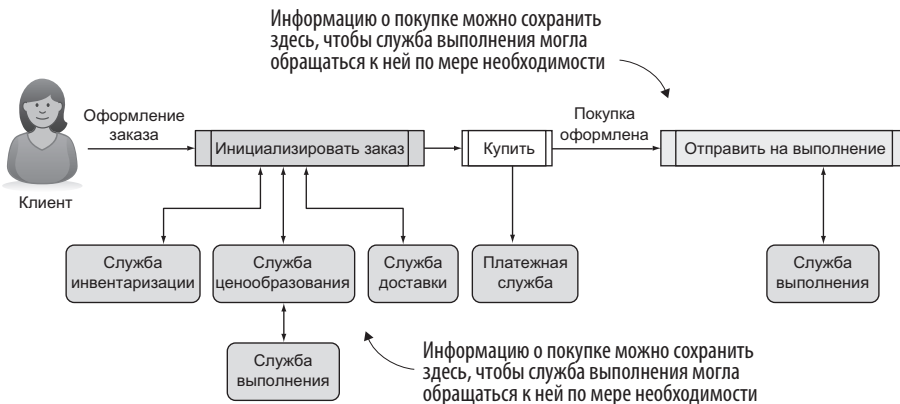 Информацию о покупке можно сохранить
здесь, чтобы служба выполнения могла
обращаться к ней по мере необходимости
Оформление
заказа
Покупка
оформлена
Инициализировать заказ
Купить
Отправить на выполнение
Клиент
Служба
инвентаризации
Служба
ценообразования
Служба
доставки
Платежная
служба
Служба
выполнения
Служба
выполнения
Информацию о покупке можно сохранить
здесь, чтобы служба выполнения могла
обращаться к ней по мере необходимости